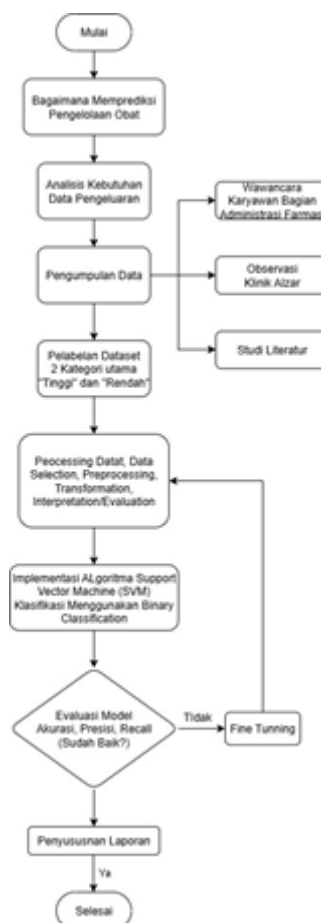 Mulai
Bagaimana Memprediksi
Pengelolaan Obat
Analisis Kebutuhan
Data Pengeluaran
Wawancara
Karyawan Bagian
Administrasi Farmas
Pengumpulan Data
Observasi
Klinik Alzar
Studi Literatur
Pelabelan Dataset
2 Kategori utama
"Tinggi" dan "Rendah"
Peocessing Datat, Data
Selection, Preprocessing,
Transformation,
Interpretation/Evaluation
Implementasi ALgoritma Support
Vector Machine (SVM)
Klasifikasi Menggunakan Binary
Classification
Evaluasi Model
Akurasi, Presisi, Recall
(Sudah Baik?)
TIdak
Fine Tunning
Penyususnan Laporan
Ya
Selesai